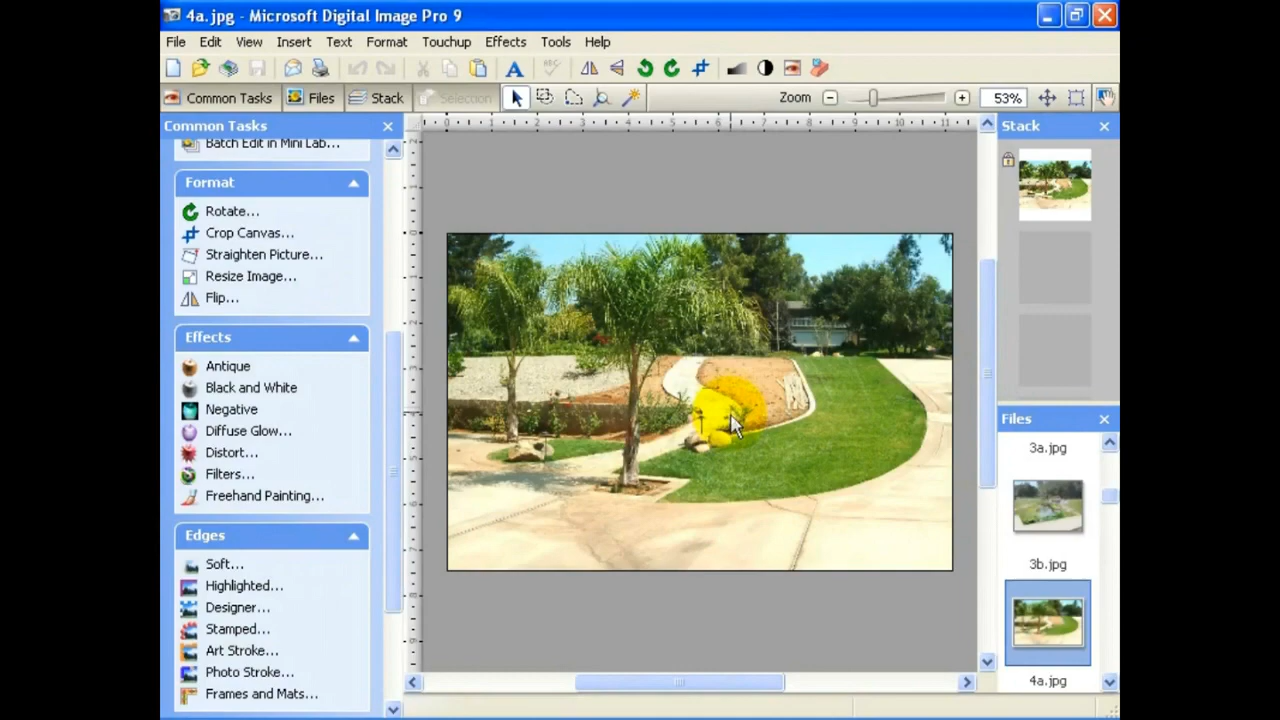 4a.jpg - Microsoft Digital Image Pro 9
File Edit View Insert Text Format Touchup Effects Tools Help
Common Tasks Files Stack Selection Zoom 53%
Common Tasks
Batch Edit in Mini Lab...
Format
Rotate...
Crop Canvas...
Straighten Picture...
Resize Image...
Flip...
Effects
Antique
Black and White
Negative
Diffuse Glow...
Distort...
Filters...
Freehand Painting...
Edges
Soft...
Highlighted...
Designer...
Stamped...
Art Stroke...
Photo Stroke...
Frames and Mats...
Stack
Files
3a.jpg
3b.jpg
4a.jpg